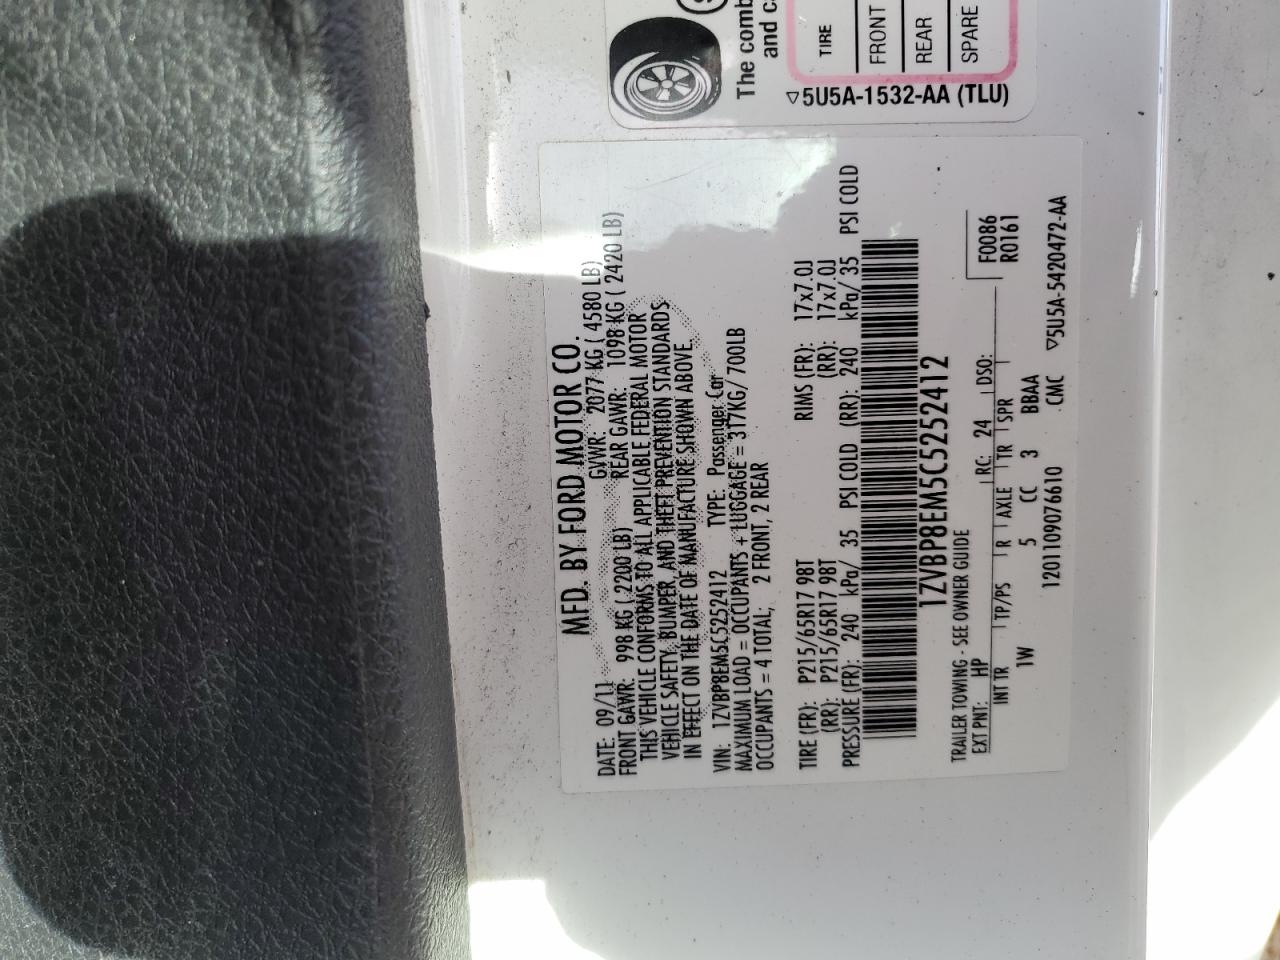 MFD. BY FORD MOTOR CO.
DATE: 09/11 GVWR: 2077 KG ( 4580 LB)
FRONT GAWR: 998 KG ( 2200 LB) REAR GAWR: 1098 KG ( 2420 LB)
THIS VEHICLE CONFORMS TO ALL APPLICABLE FEDERAL MOTOR
VEHICLE SAFETY, BUMPER, AND THEFT PREVENTION STANDARDS
IN EFFECT ON THE DATE OF MANUFACTURE SHOWN ABOVE.
VIN: 1ZVBP8EM5C5252412 TYPE: Passenger Car
MAXIMUM LOAD = OCCUPANTS + LUGGAGE = 317KG/ 700LB
OCCUPANTS = 4 TOTAL; 2 FRONT, 2 REAR
TIRE (FR): P215/65R17 98T RIMS (FR): 17x7.0J
(RR): P215/65R17 98T (RR): 17x7.0J
PRESSURE (FR): 240 kPa/ 35 PSI COLD (RR): 240 kPa/ 35 PSI COLD
1ZVBP8EM5C5252412
TRAILER TOWING - SEE OWNER GUIDE
EXT PNT: HP RC: 24 DSO: F0086
INT TR TP/PS R AXLE TR SPR R0161
1W 5 CC 3 BBAA
1201109076610 CMC ▽5U5A-5420472-AA
The comb
and ca
TIRE
FRONT
REAR
SPARE
▽5U5A-1532-AA (TLU)